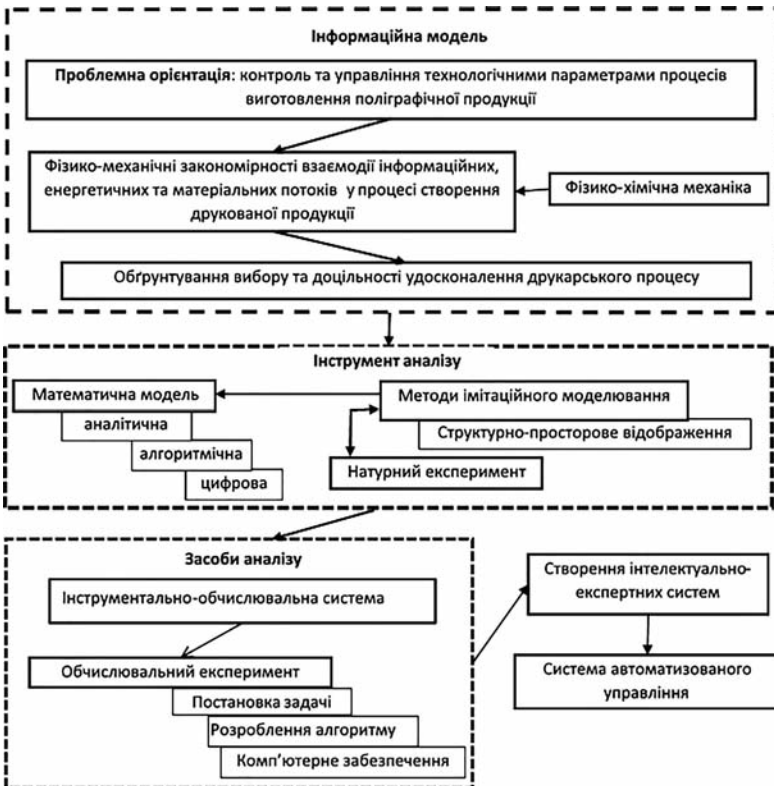 Інформаційна модель
Проблемна орієнтація: контроль та управління технологічними параметрами процесів
виготовлення поліграфічної продукції
Фізико-механічні закономірності взаємодії інформаційних,
енергетичних та матеріальних потоків у процесі створення
друкованої продукції
Фізико-хімічна механіка
Обґрунтування вибору та доцільності удосконалення друкарського процесу
Інструмент аналізу
Математична модель
аналітична
алгоритмічна
цифрова
Методи імітаційного моделювання
Структурно-просторове відображення
Натурний експеримент
Засоби аналізу
Інструментально-обчислювальна система
Обчислювальний експеримент
Постановка задачі
Розроблення алгоритму
Комп’ютерне забезпечення
Створення інтелектуально-
експертних систем
Система автоматизованого
управління